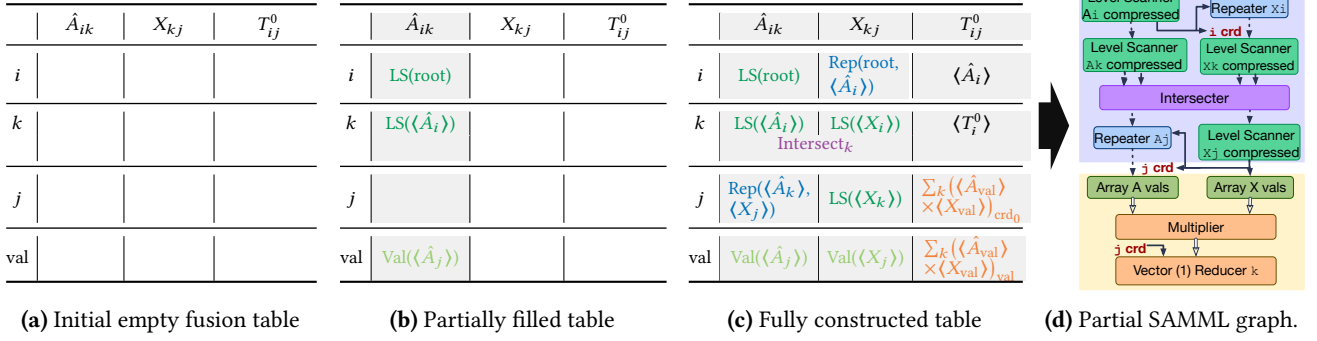 Â_ik X_kj T^0_ij
i
k
j
val
(a) Initial empty fusion table
Â_ik X_kj T^0_ij
i LS(root)
k LS(⟨Â_i⟩)
j
val Val(⟨Â_j⟩)
(b) Partially filled table
Â_ik X_kj T^0_ij
i LS(root) Rep(root, ⟨Â_i⟩) ⟨Â_i⟩
k LS(⟨Â_i⟩) LS(⟨X_i⟩) ⟨T^0_i⟩
Intersect_k
j Rep(⟨Â_k⟩, ⟨X_j⟩) LS(⟨X_k⟩) ∑_k(⟨Â_val⟩ ×⟨X_val⟩)_crd_0
val Val(⟨Â_j⟩) Val(⟨X_j⟩) ∑_k(⟨Â_val⟩ ×⟨X_val⟩)_val
(c) Fully constructed table
Level Scanner
Ai compressed
Repeater Xi
i crd
Level Scanner
Ak compressed
Level Scanner
Xk compressed
Intersecter
Repeater Aj
Level Scanner
Xj compressed
j crd
Array A vals
Array X vals
Multiplier
j crd
Vector (1) Reducer k
(d) Partial SAMML graph.